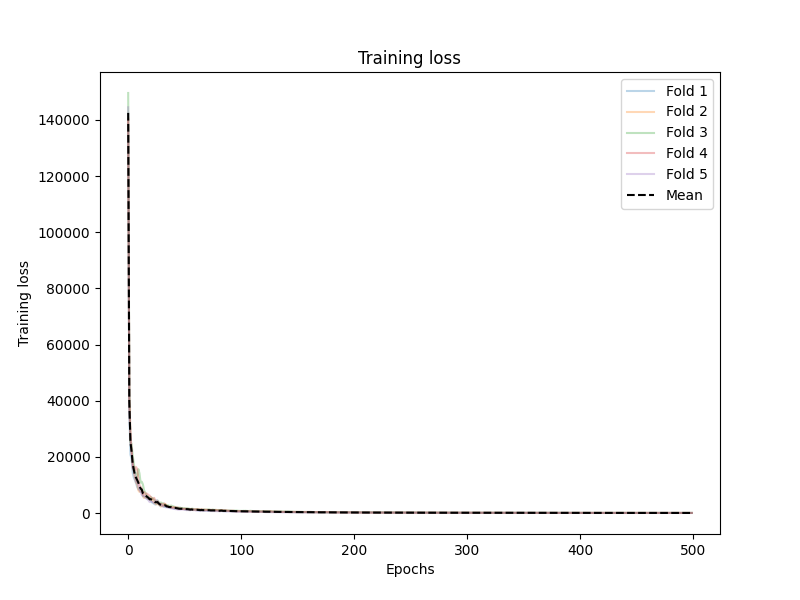 Training loss
140000
120000
100000
80000
60000
40000
20000
0
Training loss
0 100 200 300 400 500
Epochs
Fold 1
Fold 2
Fold 3
Fold 4
Fold 5
Mean